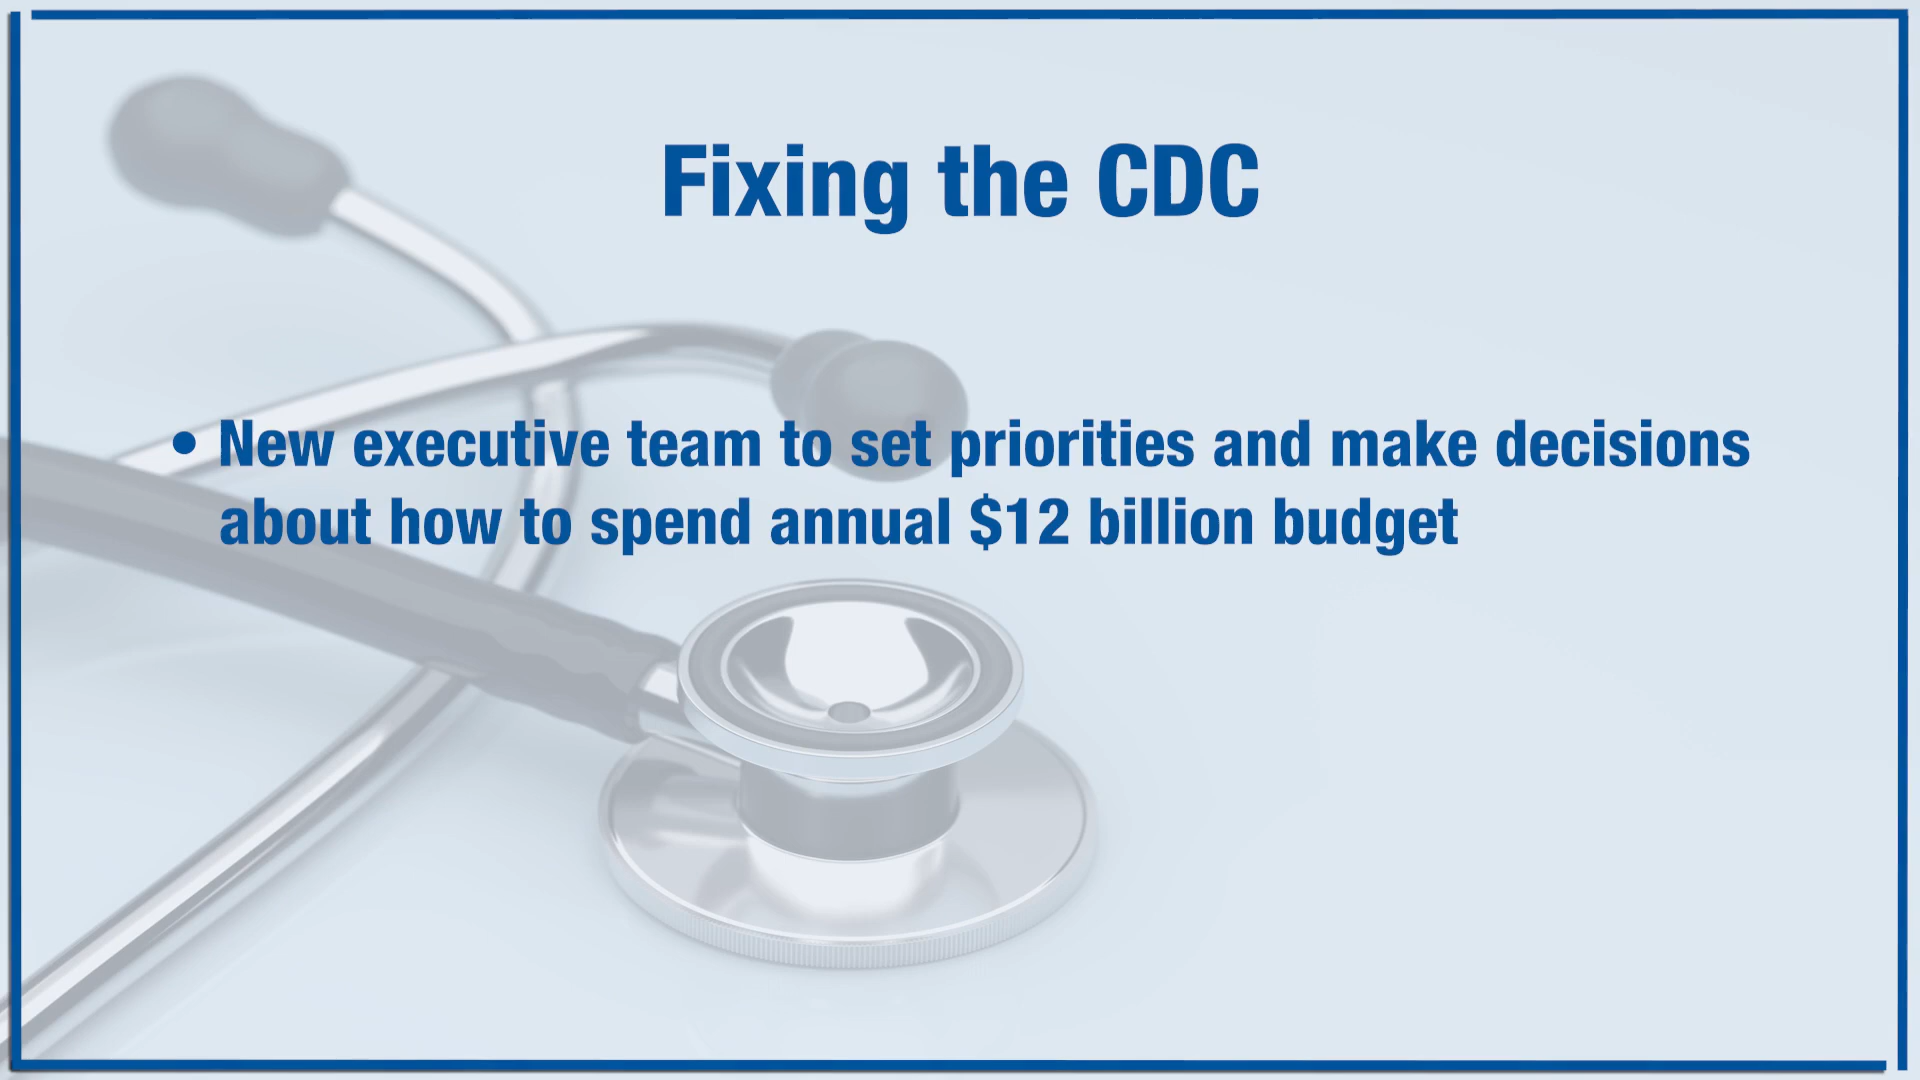 Fixing the CDC
• New executive team to set priorities and make decisions
about how to spend annual $12 billion budget